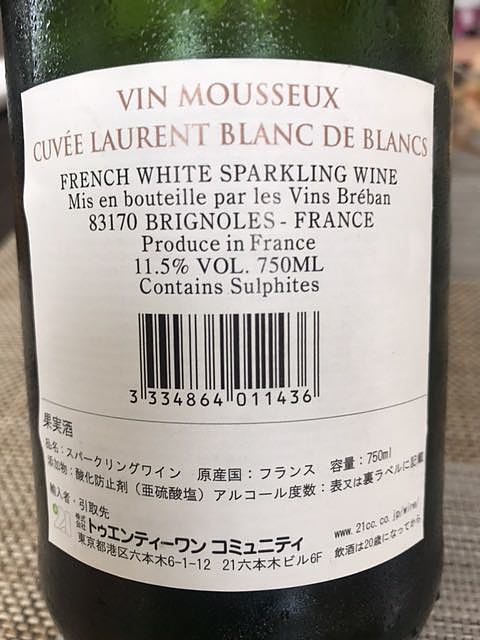 VIN MOUSSEUX
CUVÉE LAURENT BLANC DE BLANCS
FRENCH WHITE SPARKLING WINE
Mis en bouteille par les Vins Bréban
83170 BRIGNOLES - FRANCE
Produce in France
11.5% VOL. 750ML
Contains Sulphites
3 334864 011436
果実酒
品名：スパークリングワイン 原産国：フランス 容量：750ml
添加物：酸化防止剤（亜硫酸塩）アルコール度数：表又は裏ラベルに記載
輸入者・引取先
21 株式会社 トゥエンティーワン コミュニティ www.21cc.co.jp/wine/
東京都港区六本木6-1-12 21六本木ビル6F 飲酒は20歳になってから